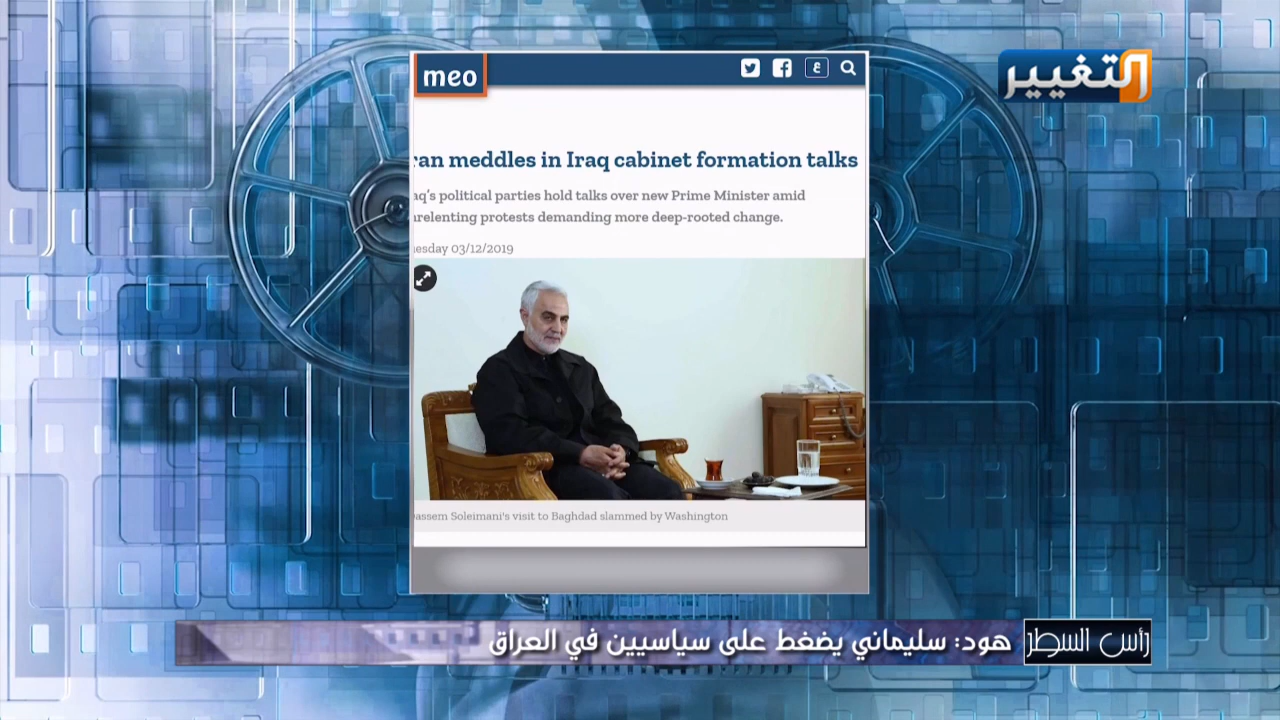 meo
ع
التغيير
ran meddles in Iraq cabinet formation talks
aq's political parties hold talks over new Prime Minister amid
nrelenting protests demanding more deep-rooted change.
uesday 03/12/2019
assem Soleimani's visit to Baghdad slammed by Washington
رأس السطر
هود: سليماني يضغط على سياسيين في العراق